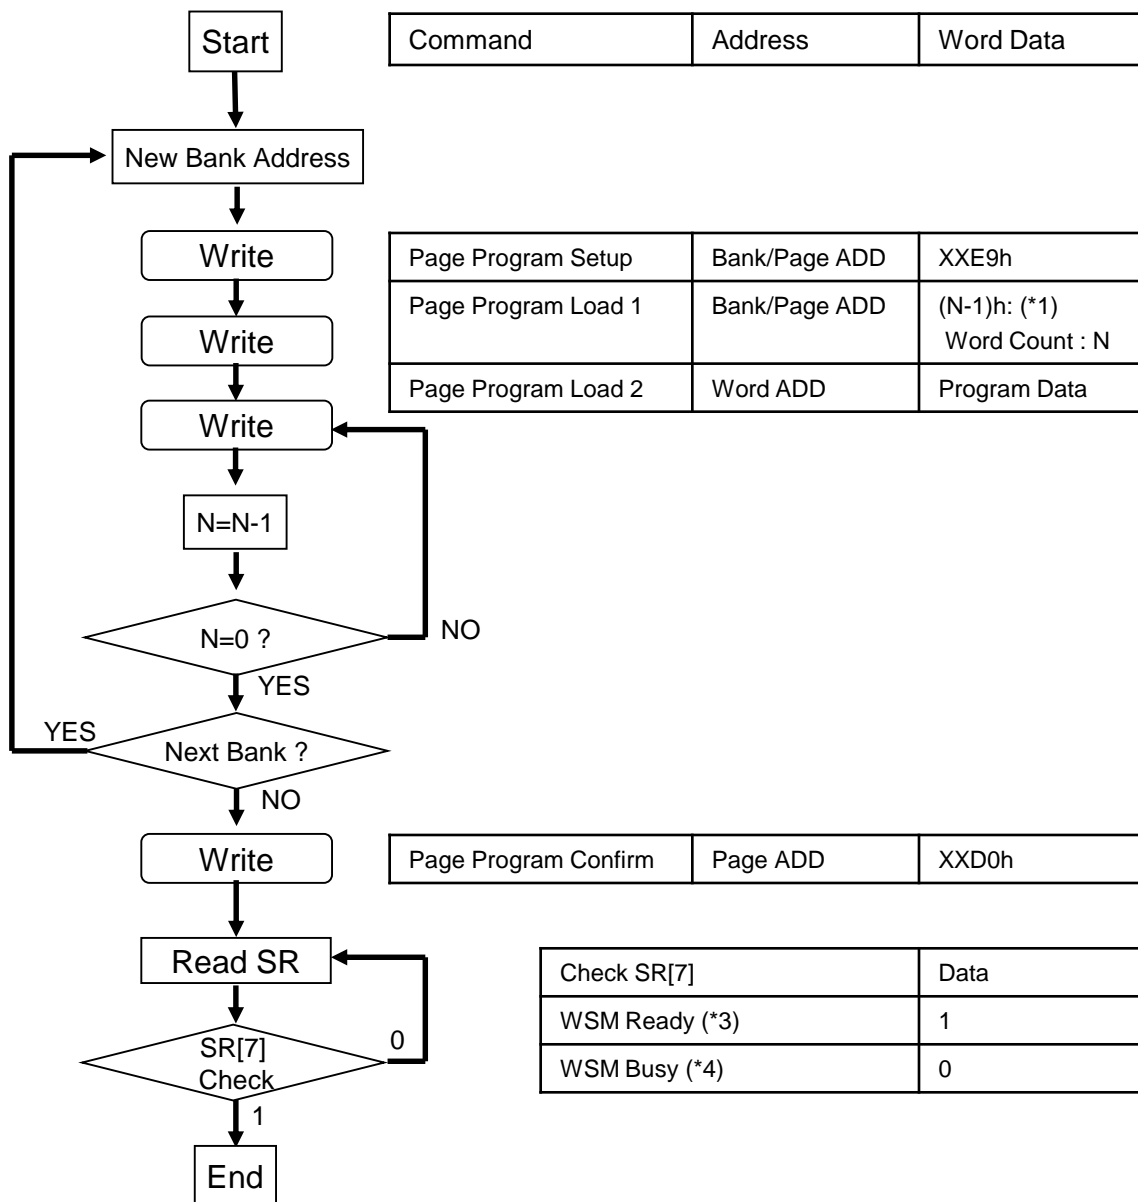 Start
Command Address Word Data
New Bank Address
Write
Page Program Setup Bank/Page ADD XXE9h
Write
Page Program Load 1 Bank/Page ADD (N-1)h: (*1)
Word Count : N
Write
Page Program Load 2 Word ADD Program Data
N=N-1
N=0 ?
NO
YES
YES
Next Bank ?
NO
Write
Page Program Confirm Page ADD XXD0h
Read SR
Check SR[7] Data
WSM Ready (*3) 1
WSM Busy (*4) 0
SR[7]
Check
0
1
End